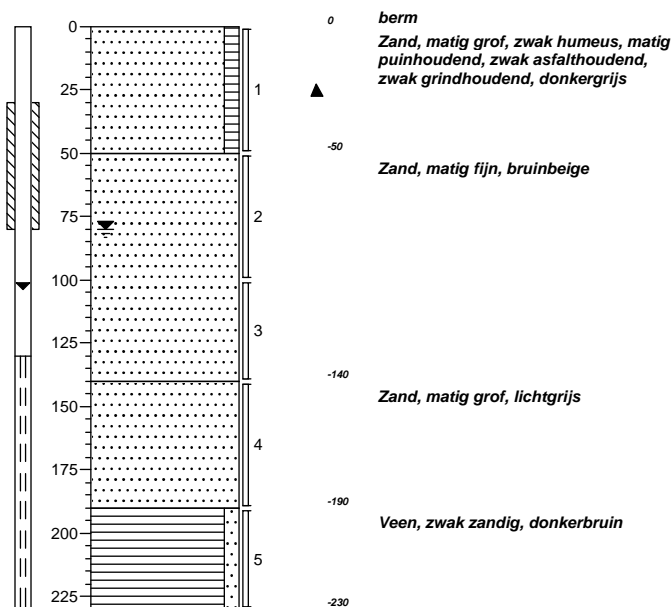 0
25
50
75
100
125
150
175
200
225
1
2
3
4
5
0
-50
-140
-190
-230
berm
Zand, matig grof, zwak humeus, matig
puinhoudend, zwak asfalthoudend,
zwak grindhoudend, donkergrijs
Zand, matig fijn, bruinbeige
Zand, matig grof, lichtgrijs
Veen, zwak zandig, donkerbruin